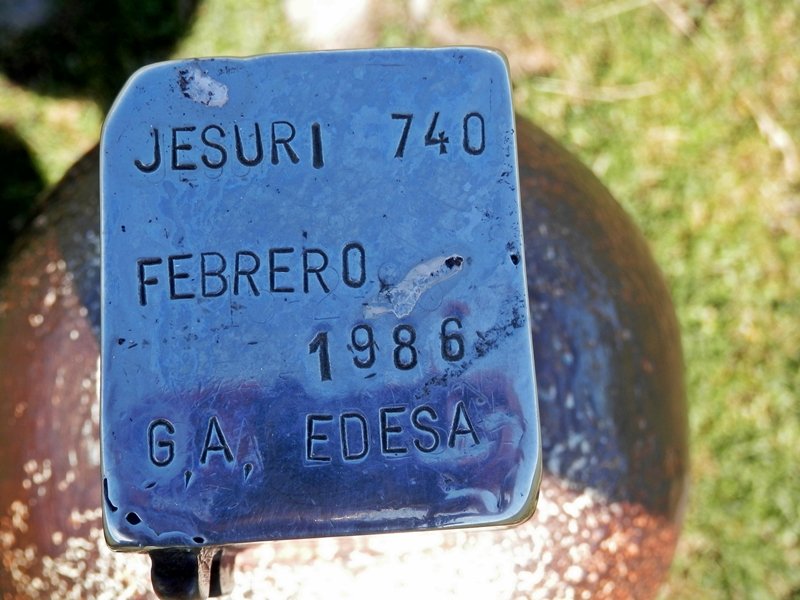 JESURI 740
FEBRERO
1986
G,A, EDESA